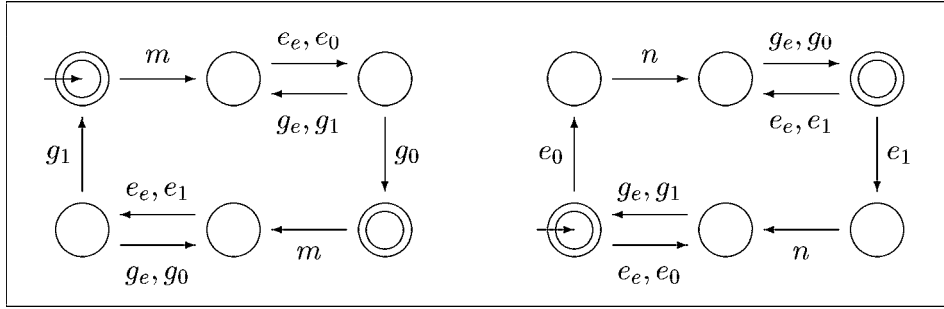 m
e_e, e_0
g_e, g_1
g_1
g_0
e_e, e_1
g_e, g_0
m
n
g_e, g_0
e_e, e_1
e_0
e_1
g_e, g_1
e_e, e_0
n